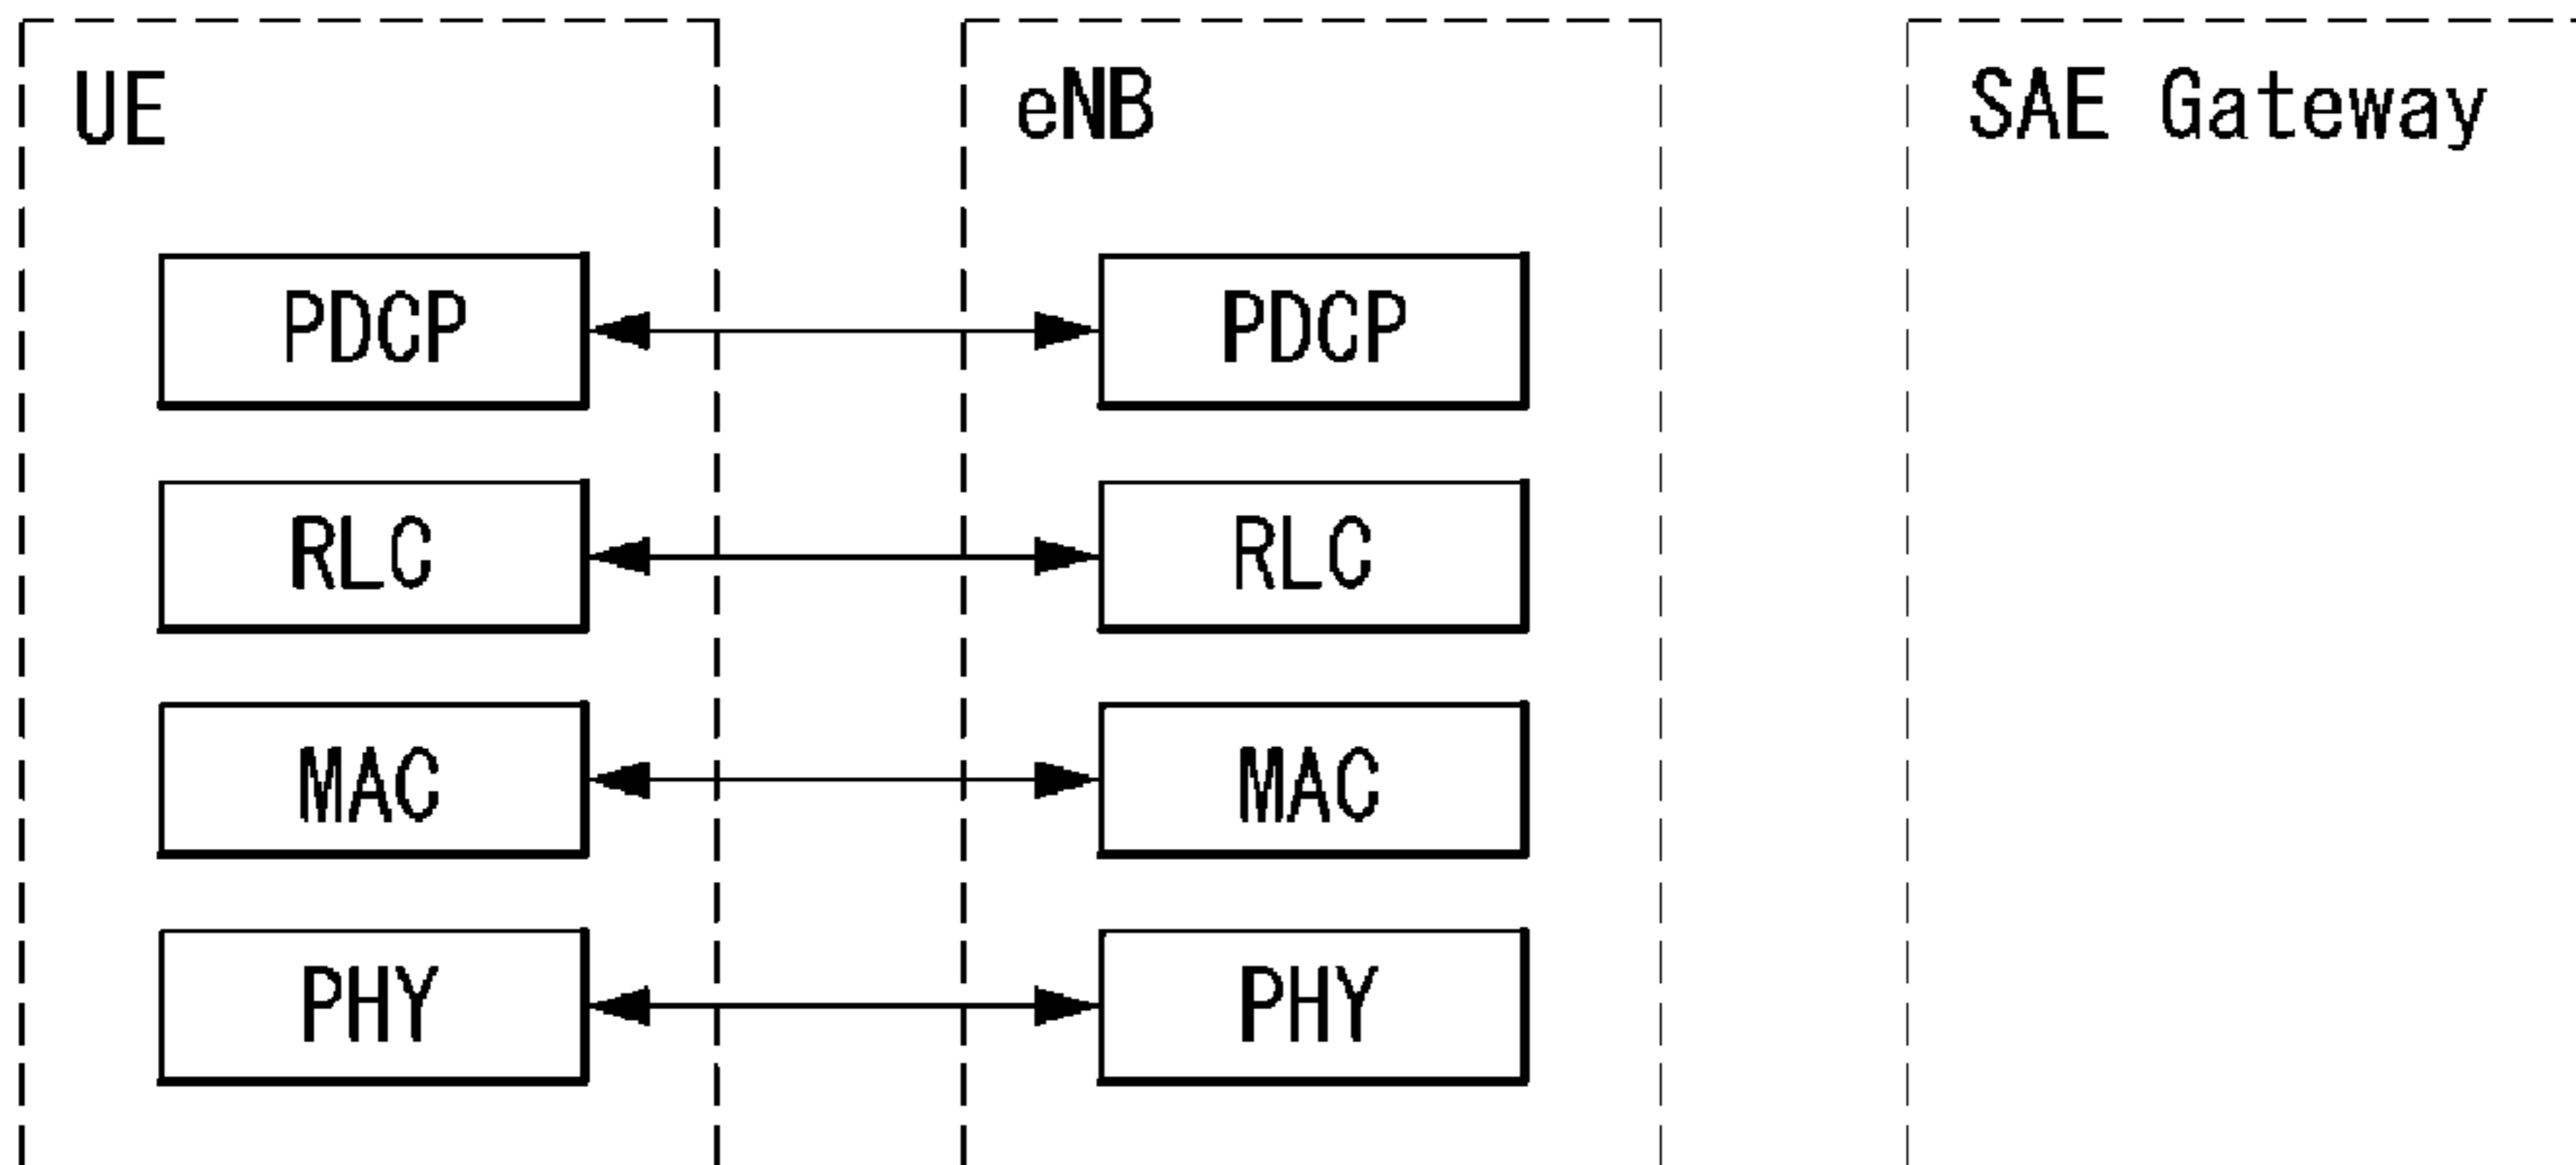 UE
eNB
SAE Gateway
PDCP
PDCP
RLC
RLC
MAC
MAC
PHY
PHY